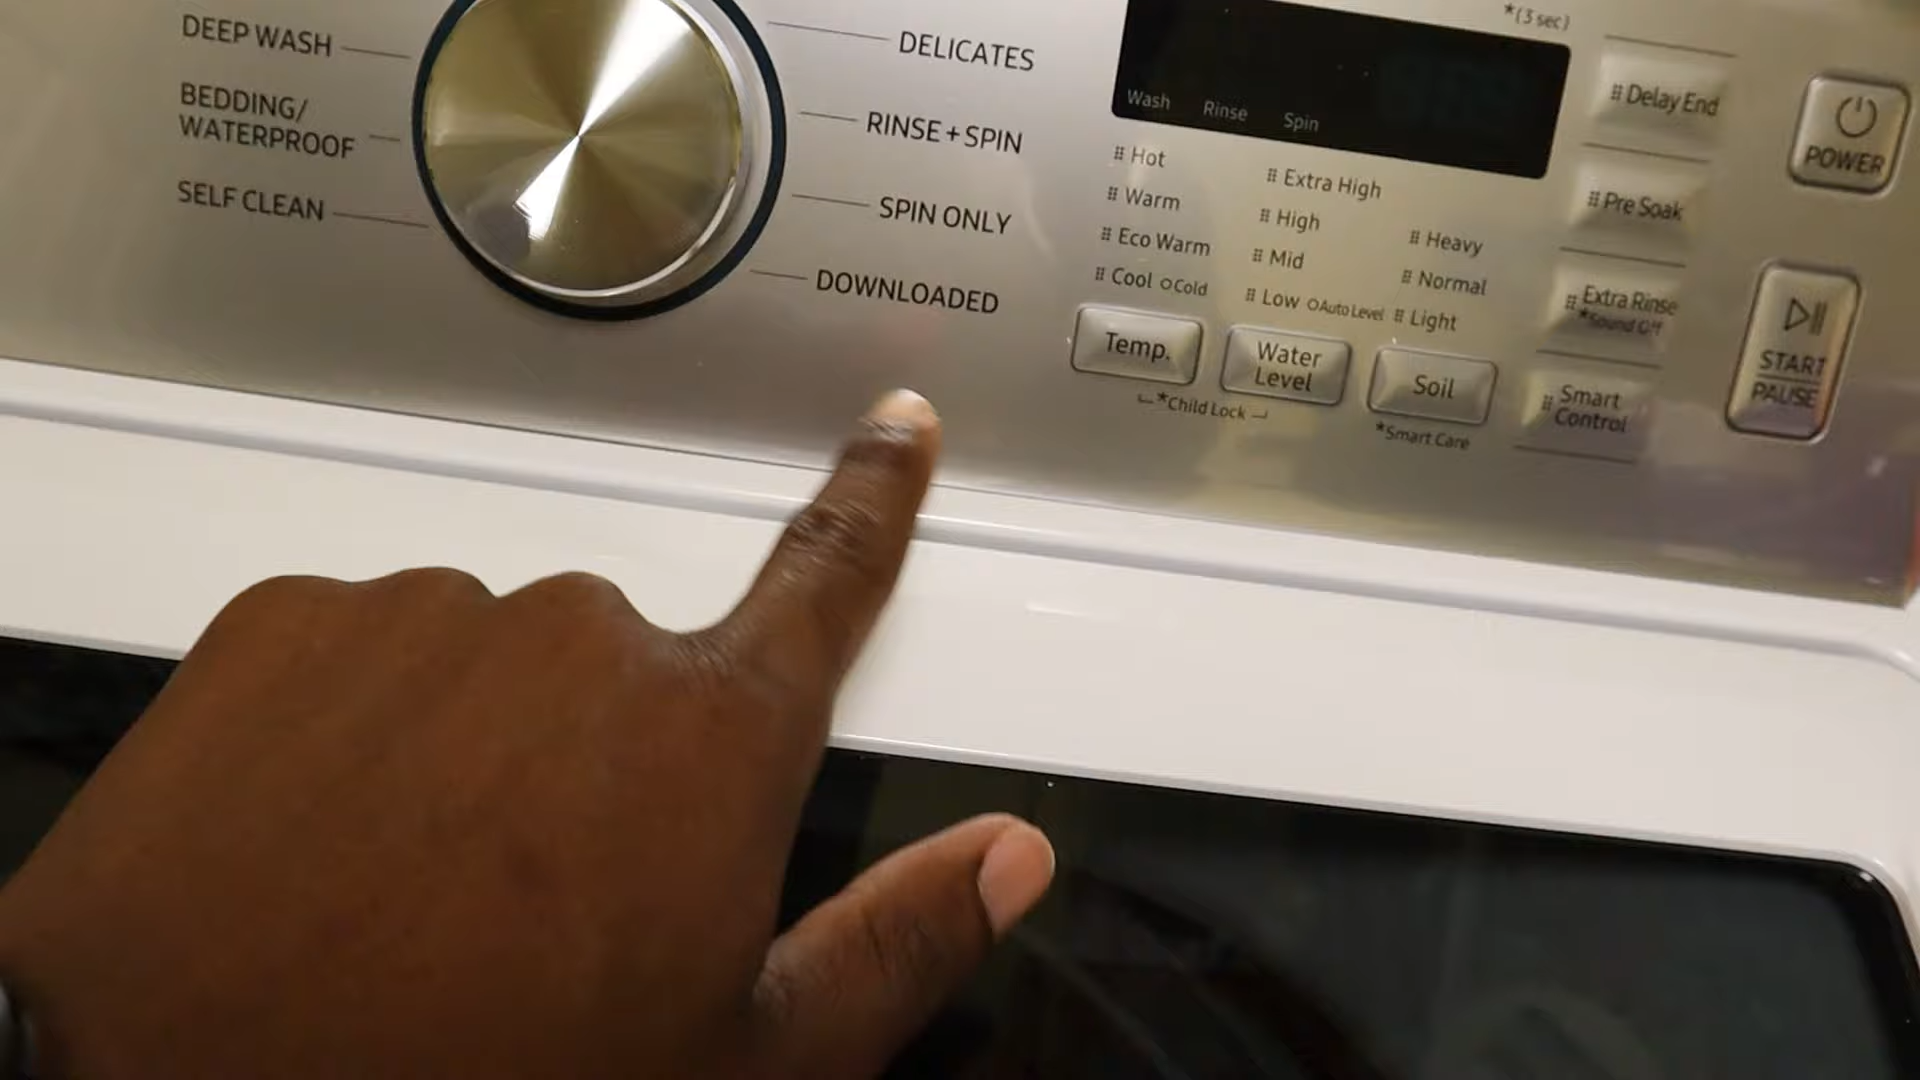 DEEP WASH
BEDDING/
WATERPROOF
SELF CLEAN
DELICATES
RINSE + SPIN
SPIN ONLY
DOWNLOADED
*(3 sec)
Wash Rinse Spin
Hot
Warm
Eco Warm
Cool Cold
Extra High
High
Mid
Low Auto Level
Heavy
Normal
Light
Temp.
Water
Level
Soil
*Child Lock
*Smart Care
Delay End
Pre Soak
Extra Rinse
*Sound Off
Smart
Control
POWER
START
PAUSE